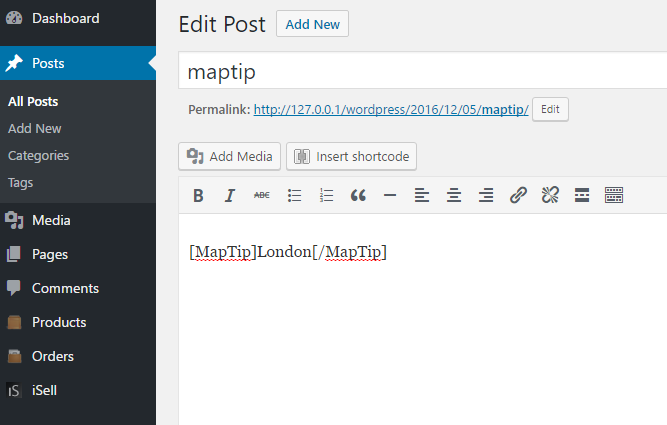 Dashboard
Posts
All Posts
Add New
Categories
Tags
Media
Pages
Comments
Products
Orders
iS iSell
Edit Post Add New
maptip
Permalink: http://127.0.0.1/wordpress/2016/12/05/maptip/ Edit
Add Media Insert shortcode
B I ABC
[MapTip]London[/MapTip]